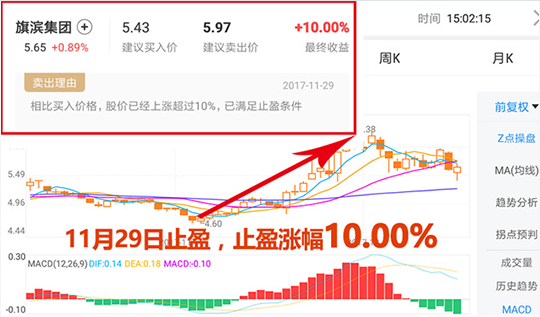 旗滨集团
5.43
5.97
+10.00%
5.65 +0.89%
建议买入价
建议卖出价
最终收益
卖出理由
2017-11-29
相比买入价格，股价已经上涨超过10%，已满足止盈条件
时间 15:02:15
周K
月K
前复权
Z点操盘
MA(均线)
趋势分析
拐点预判
成交量
历史趋势
MACD
.38
5.49
4.96
4.44
4.60
11月29日止盈，止盈涨幅10.00%
0.30
MACD(12,26,9) DIF:0.14 DEA:0.18 MACD:-0.10
-0.10